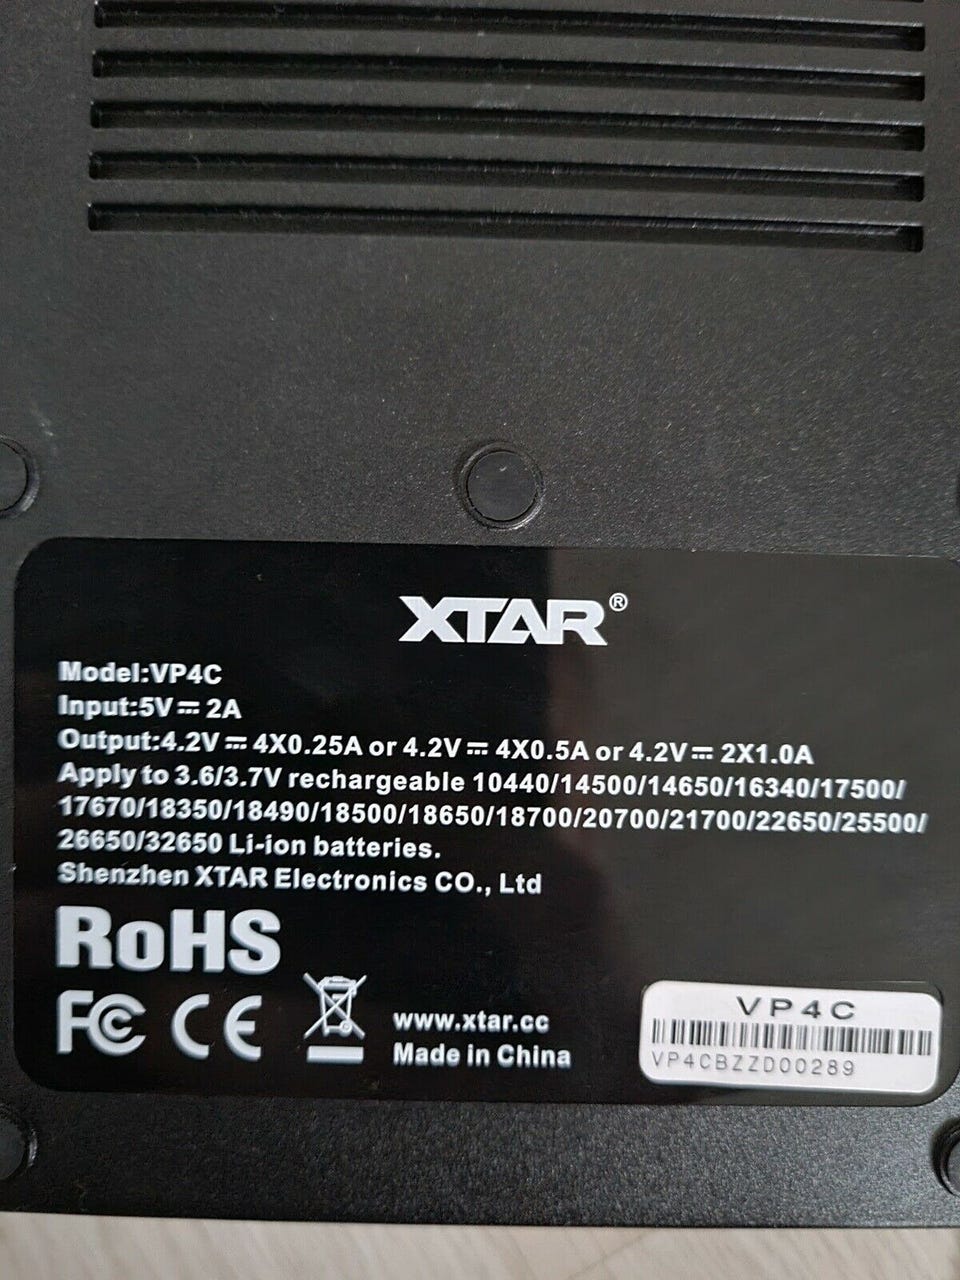 XTAR®
Model:VP4C
Input:5V⎓2A
Output:4.2V⎓4X0.25A or 4.2V⎓4X0.5A or 4.2V⎓2X1.0A
Apply to 3.6/3.7V rechargeable 10440/14500/14650/16340/17500/
17670/18350/18490/18500/18650/18700/20700/21700/22650/25500/
26650/32650 Li-ion batteries.
Shenzhen XTAR Electronics CO., Ltd
RoHS
FC CE
www.xtar.cc
Made in China
VP4C
VP4CBZZD00289